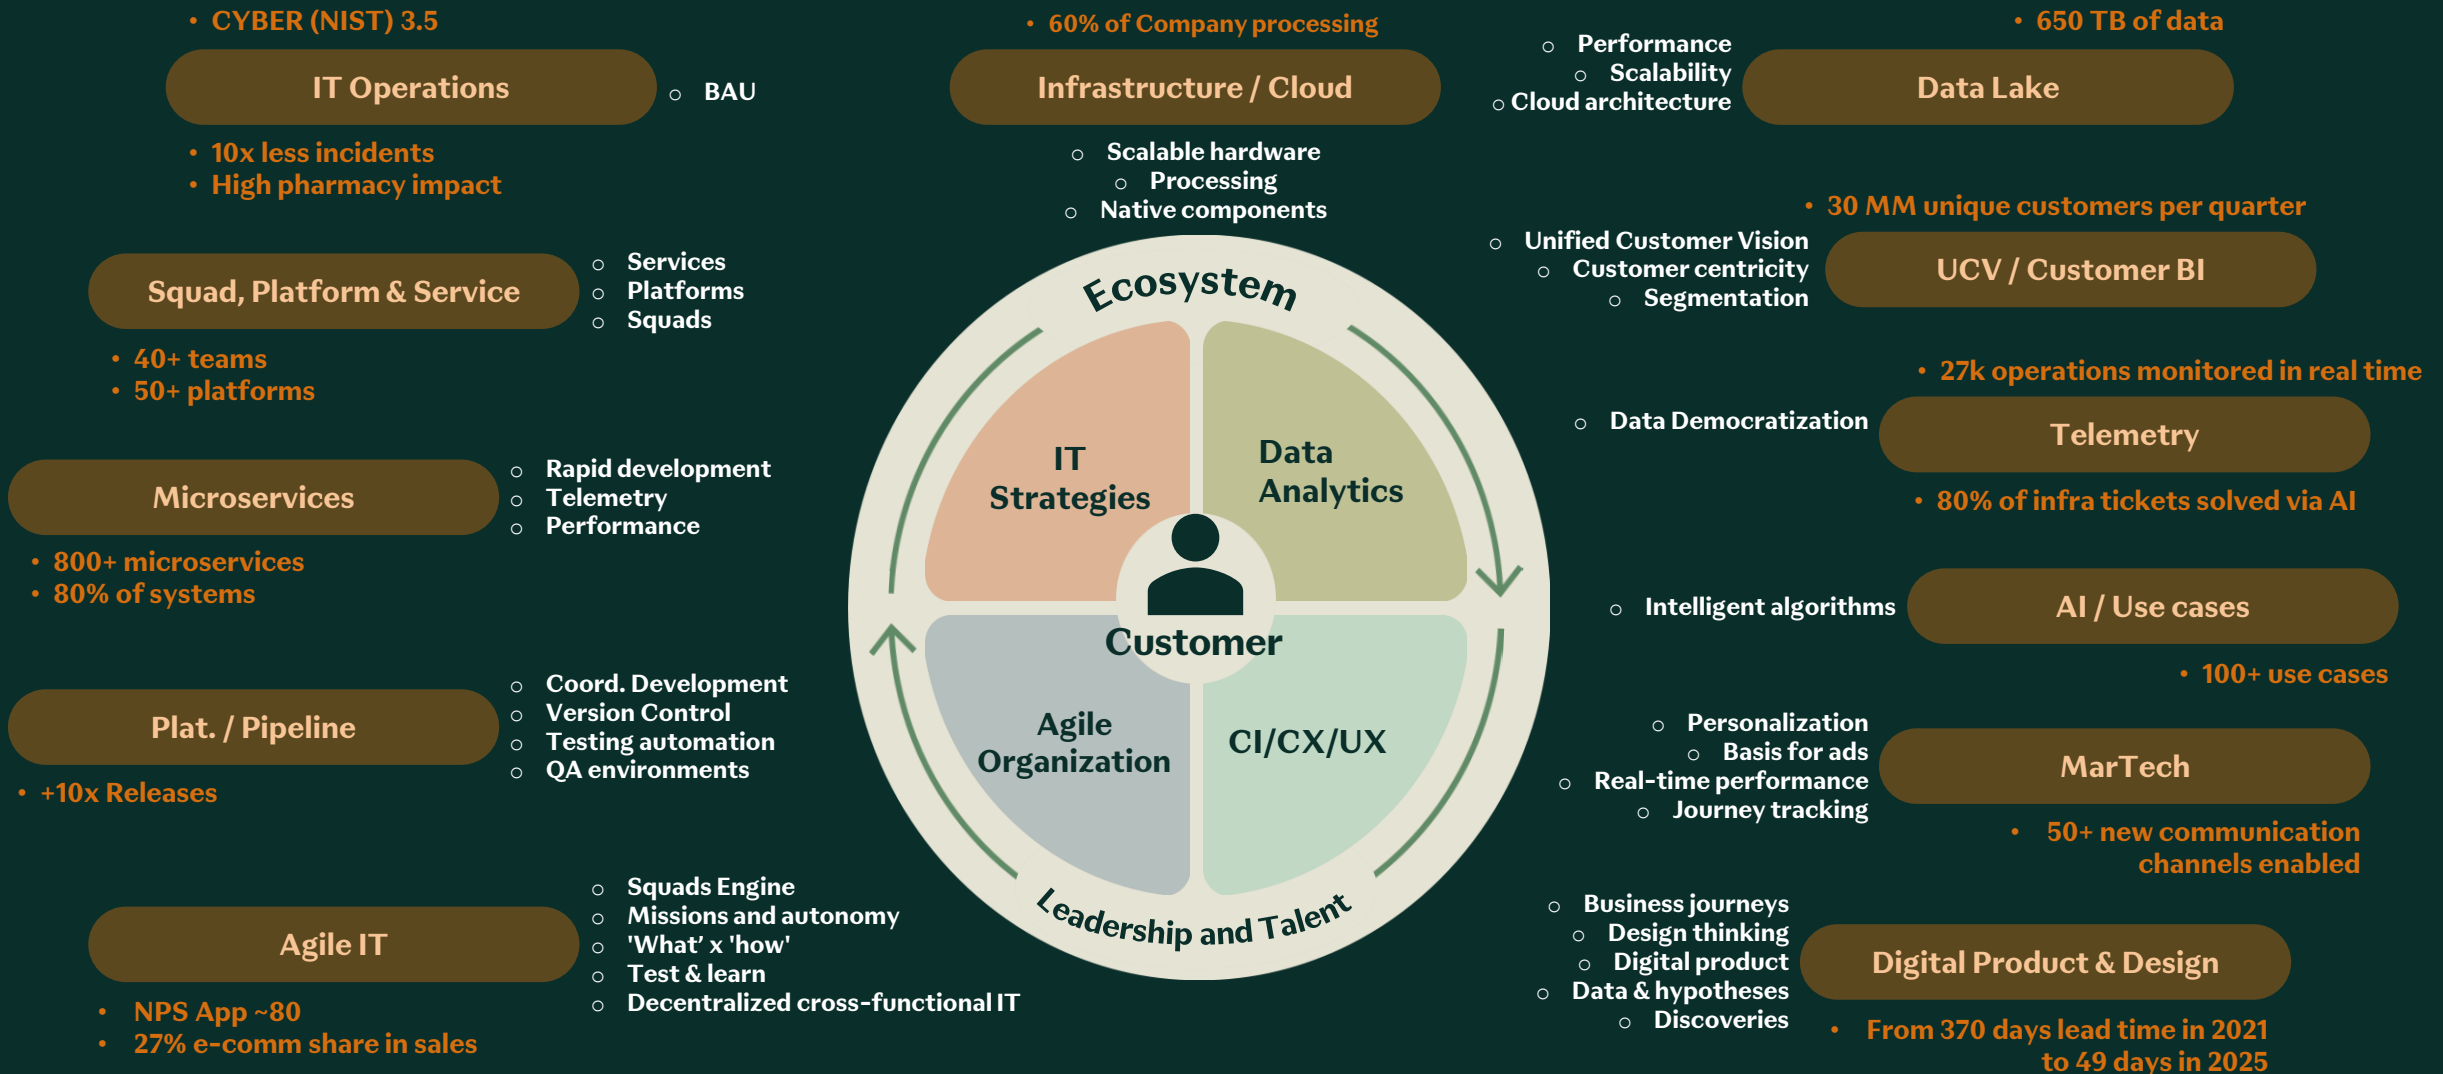 • CYBER (NIST) 3.5
IT Operations
○ BAU
• 10x less incidents
• High pharmacy impact
Squad, Platform & Service
○ Services
○ Platforms
○ Squads
• 40+ teams
• 50+ platforms
Microservices
○ Rapid development
○ Telemetry
○ Performance
• 800+ microservices
• 80% of systems
Plat. / Pipeline
○ Coord. Development
○ Version Control
○ Testing automation
○ QA environments
• +10x Releases
Agile IT
○ Squads Engine
○ Missions and autonomy
○ 'What’ x 'how'
○ Test & learn
○ Decentralized cross-functional IT
• NPS App ~80
• 27% e-comm share in sales
• 60% of Company processing
Infrastructure / Cloud
○ Scalable hardware
○ Processing
○ Native components
Ecosystem
IT
Strategies
Data
Analytics
Customer
Agile
Organization
CI/CX/UX
Leadership and Talent
• 650 TB of data
○ Performance
○ Scalability
○ Cloud architecture
Data Lake
• 30 MM unique customers per quarter
○ Unified Customer Vision
○ Customer centricity
○ Segmentation
UCV / Customer BI
• 27k operations monitored in real time
○ Data Democratization
Telemetry
• 80% of infra tickets solved via AI
○ Intelligent algorithms
AI / Use cases
• 100+ use cases
○ Personalization
○ Basis for ads
○ Real-time performance
○ Journey tracking
MarTech
• 50+ new communication
channels enabled
○ Business journeys
○ Design thinking
○ Digital product
○ Data & hypotheses
○ Discoveries
Digital Product & Design
• From 370 days lead time in 2021
to 49 days in 2025